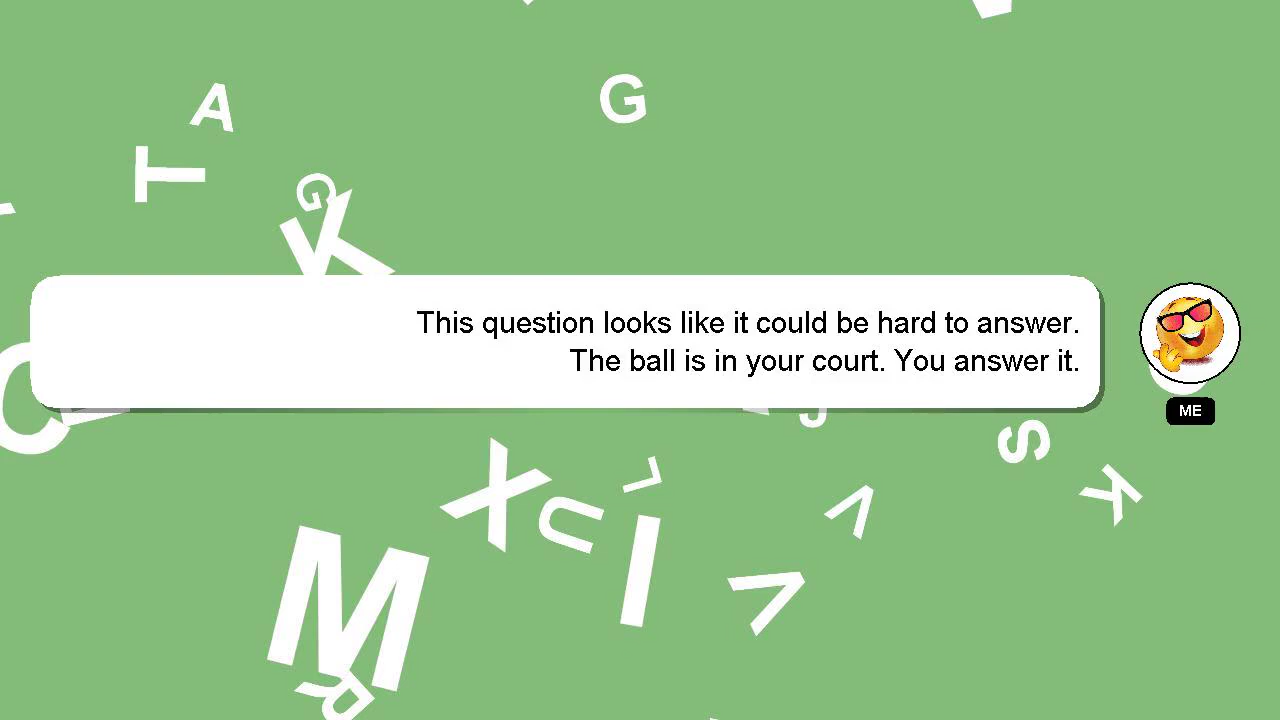 A
G
T
G
K
This question looks like it could be hard to answer.
The ball is in your court. You answer it.
ME
C
J
S
X
L
K
U
V
I
M
V
R